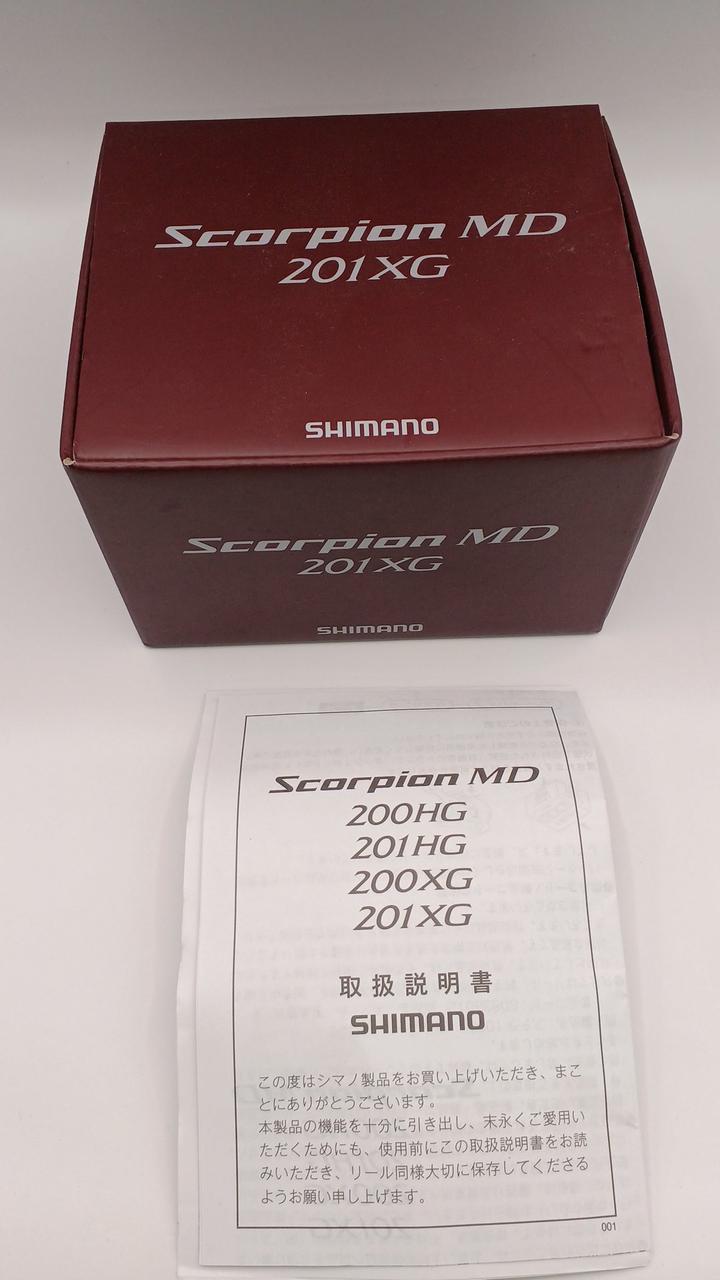 Scorpion MD
201XG
SHIMANO
Scorpion MD
201XG
SHIMANO
Scorpion MD
200HG
201HG
200XG
201XG
取扱説明書
SHIMANO
この度はシマノ製品をお買い上げいただき、まこ
とにありがとうございます。
本製品の機能を十分に引き出し、末永くご愛用い
ただくためにも、使用前にこの取扱説明書をお読
みいただき、リール同様大切に保存してくださる
ようお願い申し上げます。
001